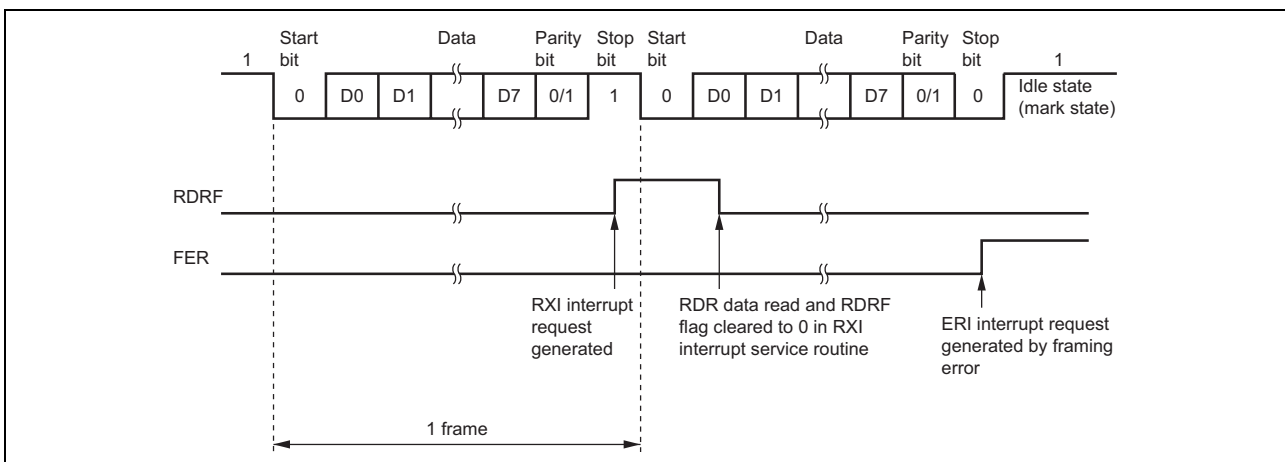 Start Data Parity Stop Start Data Parity Stop
1 bit bit bit bit bit bit 1
0 D0 D1 D7 0/1 1 0 D0 D1 D7 0/1 0 Idle state
(mark state)
RDRF
FER
RXI interrupt
request
generated
RDR data read and RDRF
flag cleared to 0 in RXI
interrupt service routine
ERI interrupt request
generated by framing
error
1 frame